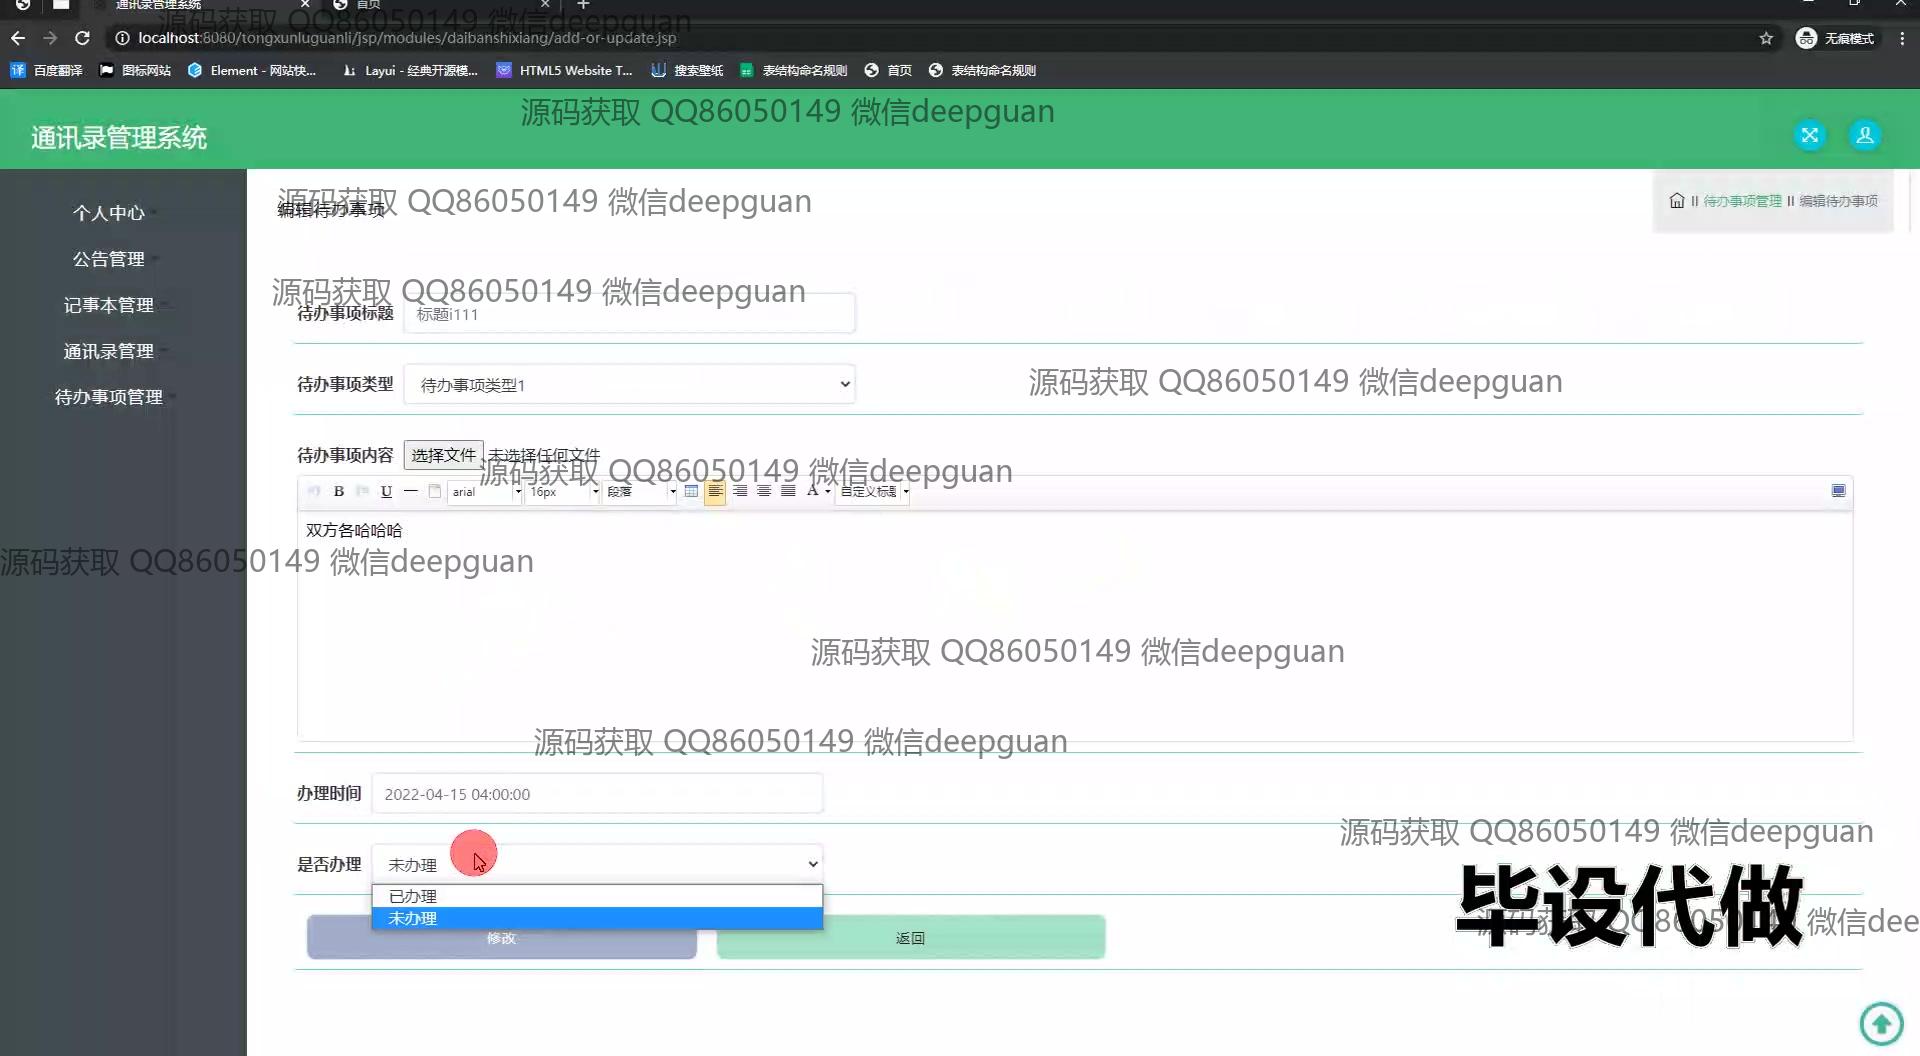 通讯录管理系统
首页
源码获取 QQ86050149 微信deepguan
localhost:8080/tongxunluguanli/jsp/modules/daibanshixiang/add-or-update.jsp
无痕模式
百度翻译
图标网站
Element - 网站快...
Layui - 经典开源模...
HTML5 Website T...
搜索壁纸
表结构命名规则
首页
表结构命名规则
源码获取 QQ86050149 微信deepguan
通讯录管理系统
个人中心
公告管理
记事本管理
通讯录管理
待办事项管理
源码获取 QQ86050149 微信deepguan
编辑待办事项
待办事项管理 编辑待办事项
源码获取 QQ86050149 微信deepguan
待办事项标题 标题i111
待办事项类型 待办事项类型1
源码获取 QQ86050149 微信deepguan
待办事项内容 选择文件 未选择任何文件
源码获取 QQ86050149 微信deepguan
B U arial 16px 段落 A 自定义标题
双方各哈哈哈
源码获取 QQ86050149 微信deepguan
源码获取 QQ86050149 微信deepguan
源码获取 QQ86050149 微信deepguan
办理时间 2022-04-15 04:00:00
源码获取 QQ86050149 微信deepguan
是否办理 未办理
已办理
未办理
修改 返回
毕设代做
源码获取 QQ86050149 微信dee